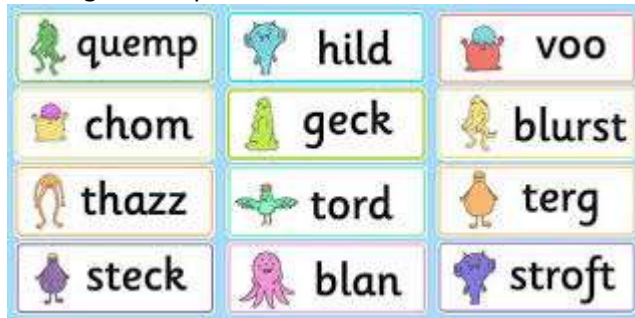 quemp hild voo
chom geck blurst
thazz tord terg
steck blan stroft